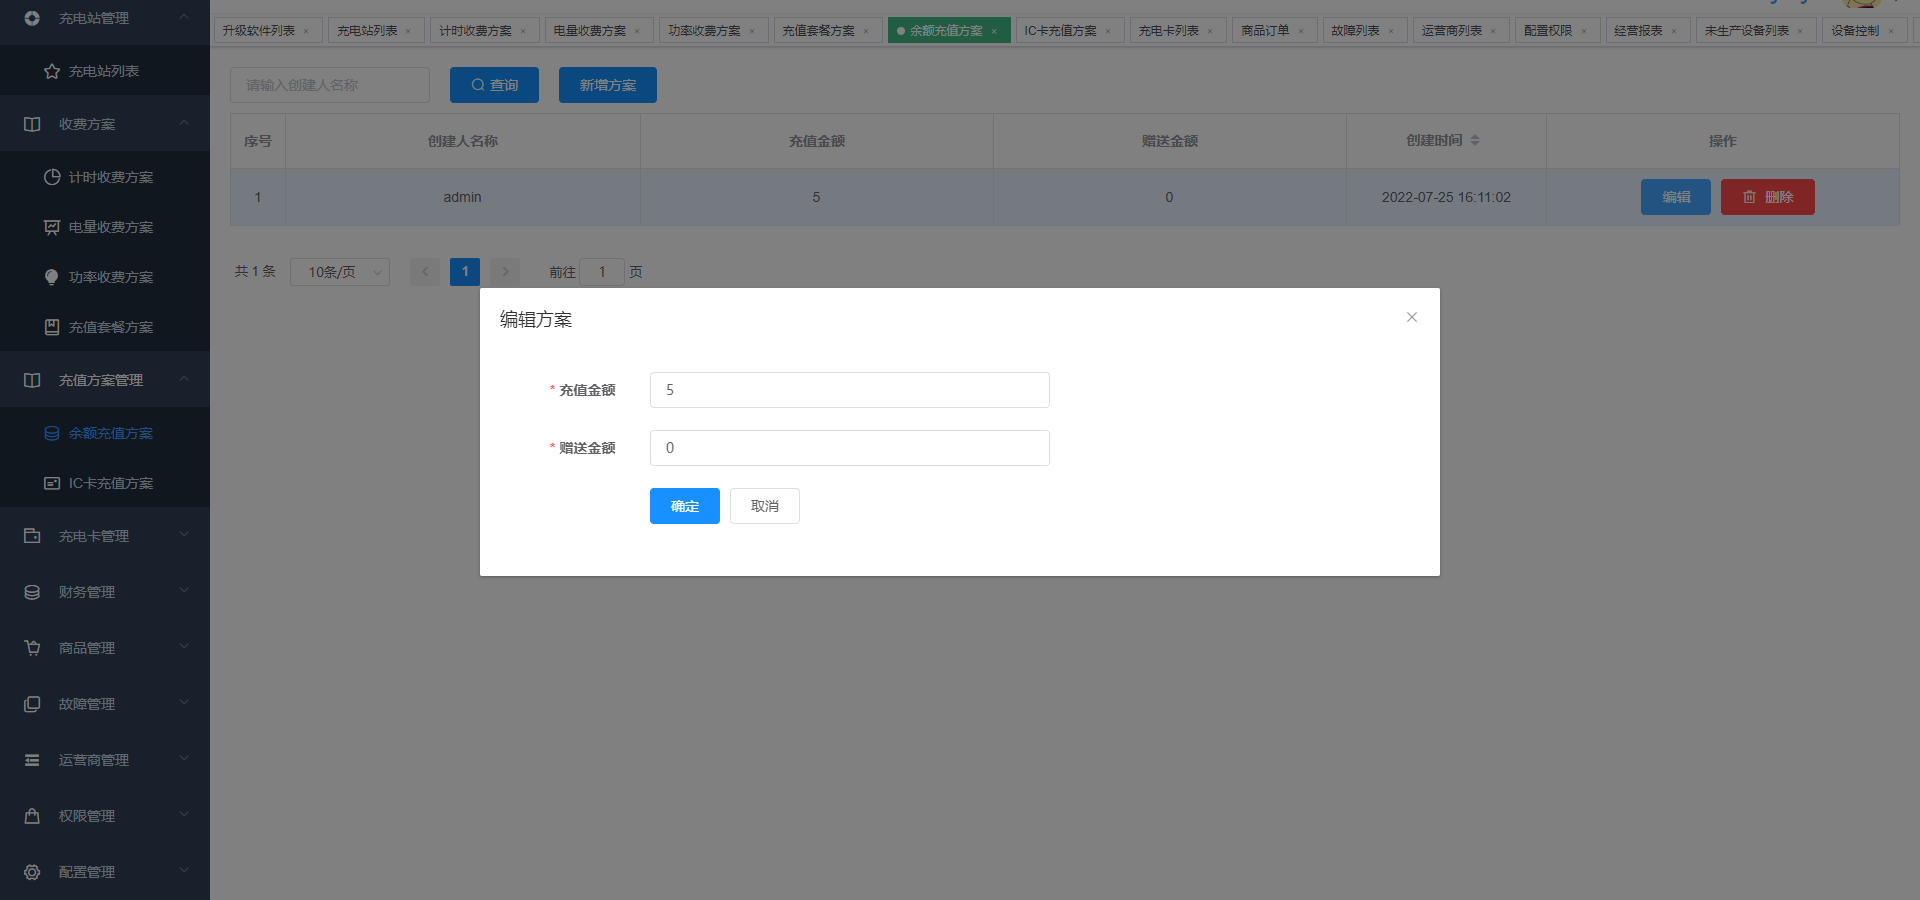 充电站管理
充电站列表
收费方案
计时收费方案
电量收费方案
功率收费方案
充值套餐方案
充值方案管理
余额充值方案
IC卡充值方案
充电卡管理
财务管理
商品管理
故障管理
运营商管理
权限管理
配置管理
升级软件列表 × 充电站列表 × 计时收费方案 × 电量收费方案 × 功率收费方案 × 充值套餐方案 × 余额充值方案 × IC卡充值方案 × 充电卡列表 × 商品订单 × 故障列表 × 运营商列表 × 配置权限 × 经营报表 × 未生产设备列表 × 设备控制 ×
请输入创建人名称 查询 新增方案
序号 创建人名称 充值金额 赠送金额 创建时间 操作
1 admin 5 0 2022-07-25 16:11:02 编辑 删除
共 1 条 10条/页 1 前往 1 页
编辑方案
* 充值金额 5
* 赠送金额 0
确定 取消